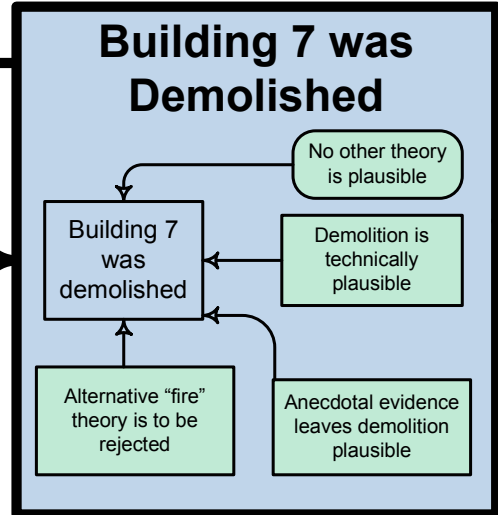 Building 7 was
Demolished
No other theory
is plausible
Building 7
was
demolished
Demolition is
technically
plausible
Alternative “fire”
theory is to be
rejected
Anecdotal evidence
leaves demolition
plausible